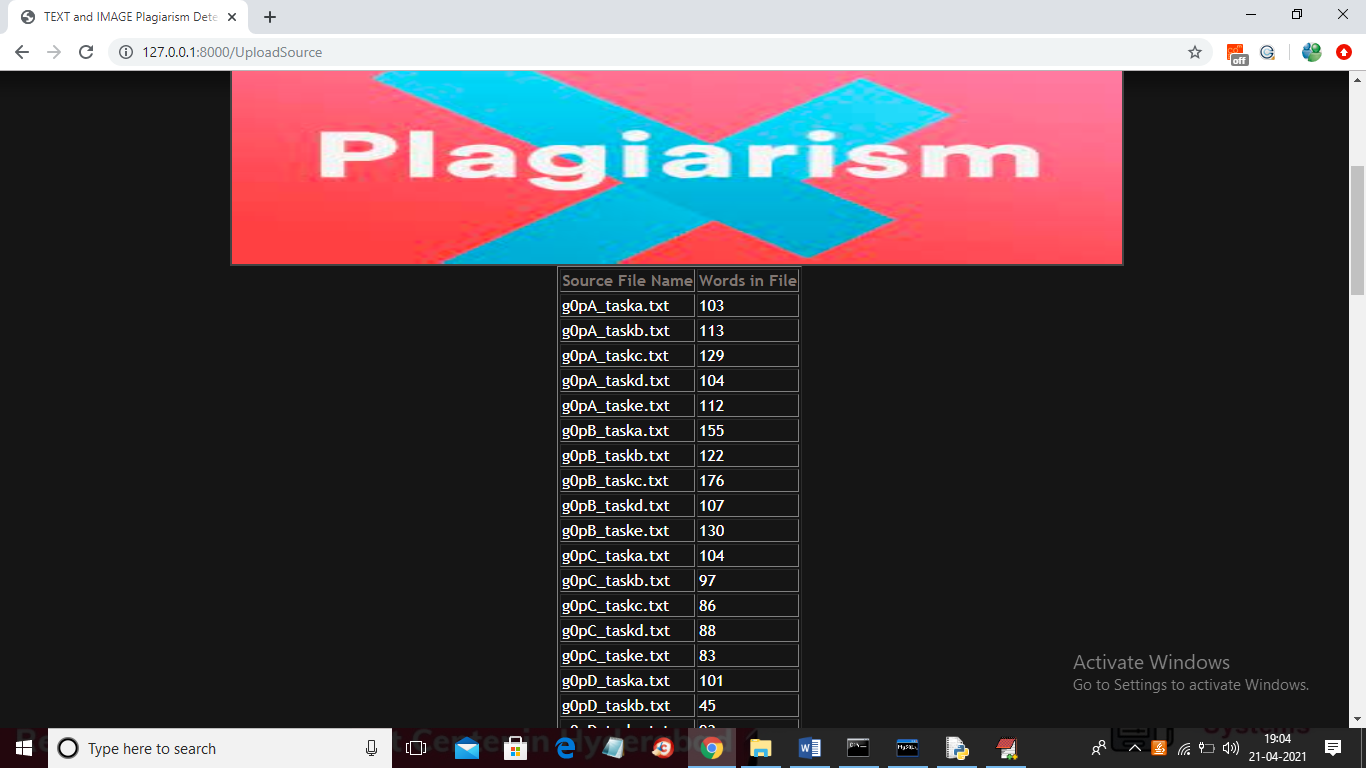 TEXT and IMAGE Plagiarism Dete
127.0.0.1:8000/UploadSource
off
Plagiarism
Source File Name Words in File
g0pA_taska.txt 103
g0pA_taskb.txt 113
g0pA_taskc.txt 129
g0pA_taskd.txt 104
g0pA_taske.txt 112
g0pB_taska.txt 155
g0pB_taskb.txt 122
g0pB_taskc.txt 176
g0pB_taskd.txt 107
g0pB_taske.txt 130
g0pC_taska.txt 104
g0pC_taskb.txt 97
g0pC_taskc.txt 86
g0pC_taskd.txt 88
g0pC_taske.txt 83
g0pD_taska.txt 101
g0pD_taskb.txt 45
Activate Windows
Go to Settings to activate Windows.
Type here to search
19:04
21-04-2021